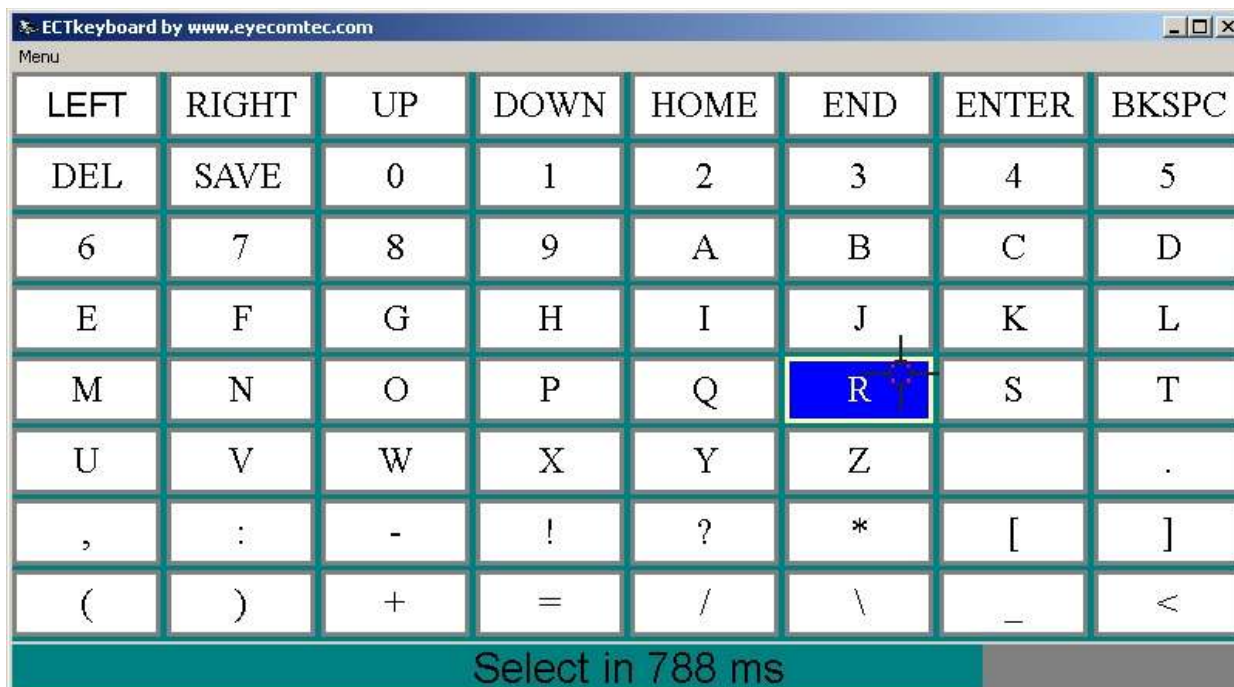 ECTkeyboard by www.eyecomtec.com
Menu
LEFT RIGHT UP DOWN HOME END ENTER BKSPC
DEL SAVE 0 1 2 3 4 5
6 7 8 9 A B C D
E F G H I J K L
M N O P Q R S T
U V W X Y Z .
, : - ! ? * [ ]
( ) + = / \ _ <
Select in 788 ms